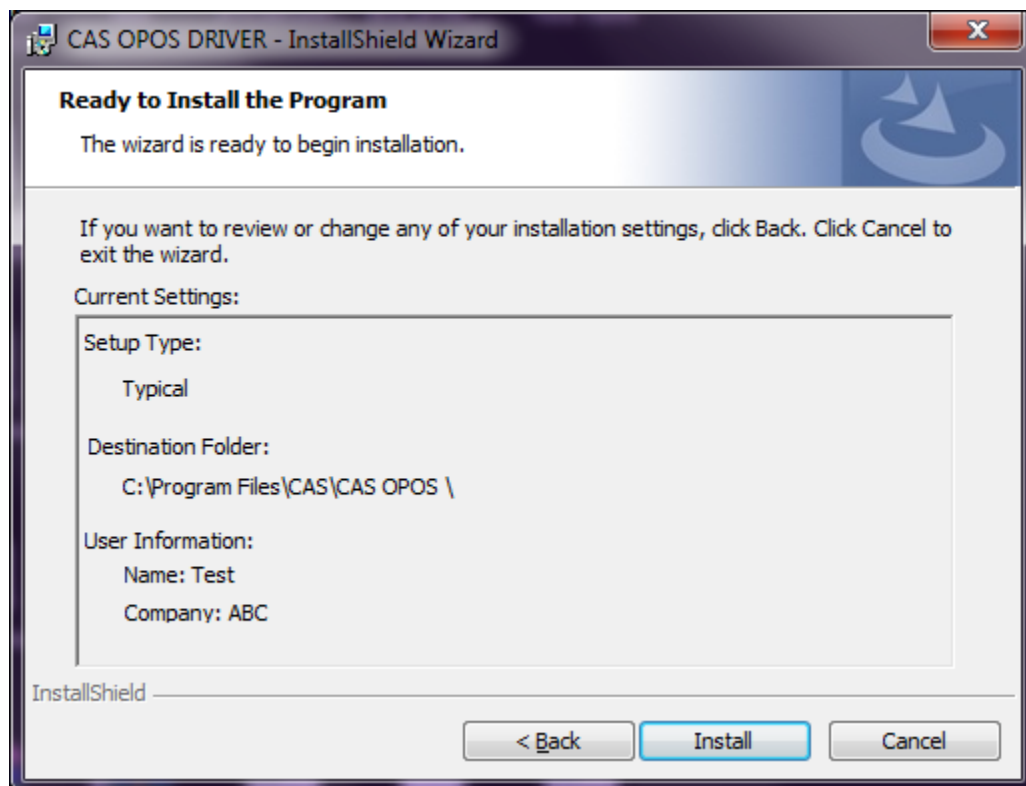 CAS OPOS DRIVER - InstallShield Wizard
Ready to Install the Program
The wizard is ready to begin installation.
If you want to review or change any of your installation settings, click Back. Click Cancel to
exit the wizard.
Current Settings:
Setup Type:
Typical
Destination Folder:
C:\Program Files\CAS\CAS OPOS \
User Information:
Name: Test
Company: ABC
InstallShield
< Back
Install
Cancel